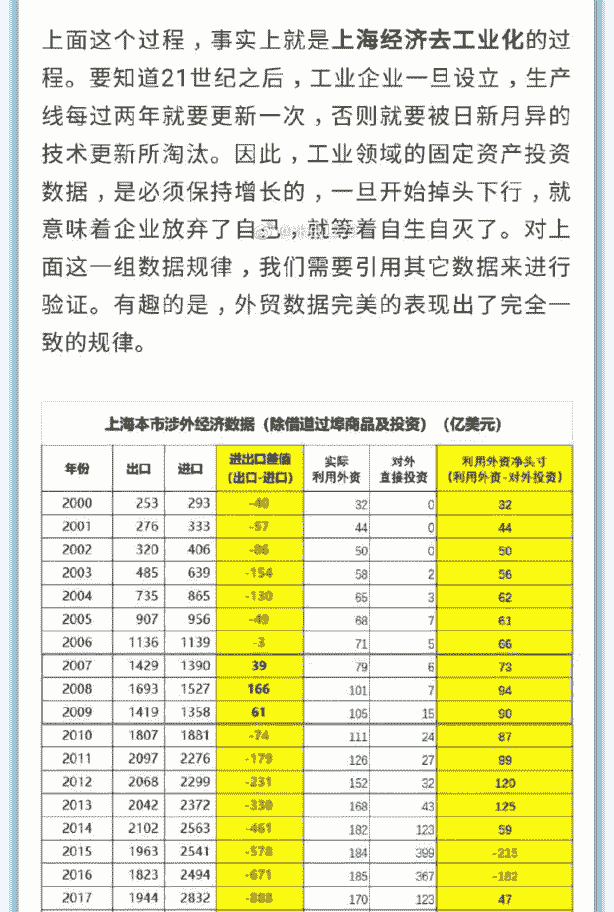 上面这个过程，事实上就是上海经济去工业化的过
程。要知道21世纪之后，工业企业一旦设立，生产
线每过两年就要更新一次，否则就要被日新月异的
技术更新所淘汰。因此，工业领域的固定资产投资
数据，是必须保持增长的，一旦开始掉头下行，就
意味着企业放弃了自己，就等着自生自灭了。对上
面这一组数据规律，我们需要引用其它数据来进行
验证。有趣的是，外贸数据完美的表现出了完全一
致的规律。
上海本市涉外经济数据（除借道过埠商品及投资）（亿美元）
年份 出口 进口 进出口差值（出口-进口） 实际利用外资 对外直接投资 利用外资净头寸（利用外资-对外投资）
2000 253 293 -40 32 0 32
2001 276 333 -57 44 0 44
2002 320 406 -86 50 0 50
2003 485 639 -154 58 2 56
2004 735 865 -130 65 3 62
2005 907 956 -49 68 7 61
2006 1136 1139 -3 71 5 66
2007 1429 1390 39 79 6 73
2008 1693 1527 166 101 7 94
2009 1419 1358 61 105 15 90
2010 1807 1881 -74 111 24 87
2011 2097 2276 -179 126 27 99
2012 2068 2299 -231 152 32 120
2013 2042 2372 -330 168 43 125
2014 2102 2563 -461 182 123 59
2015 1963 2541 -578 184 399 -215
2016 1823 2494 -671 185 367 -182
2017 1944 2832 -888 170 123 47